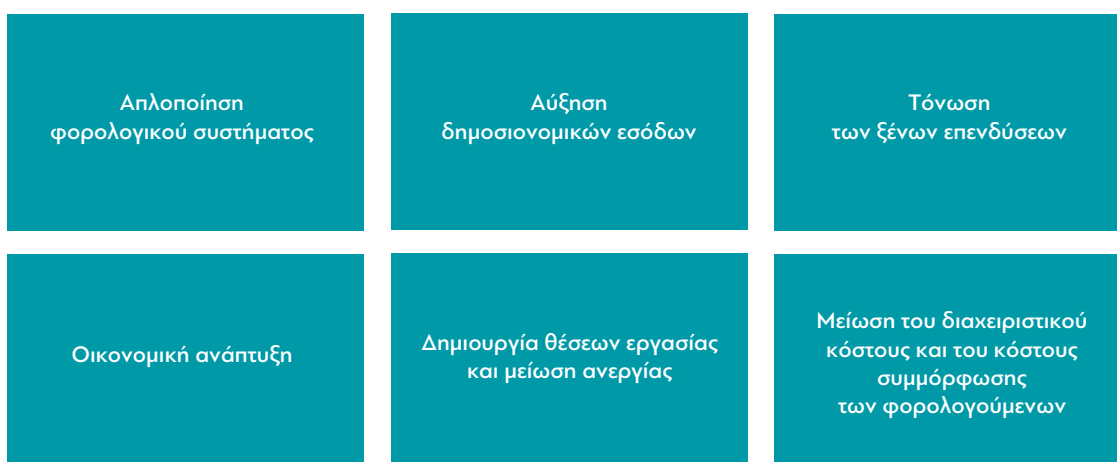 Απλοποίηση
φορολογικού συστήματος
Αύξηση
δημοσιονομικών εσόδων
Τόνωση
των ξένων επενδύσεων
Οικονομική ανάπτυξη
Δημιουργία θέσεων εργασίας
και μείωση ανεργίας
Μείωση του διαχειριστικού
κόστους και του κόστους
συμμόρφωσης
των φορολογούμενων